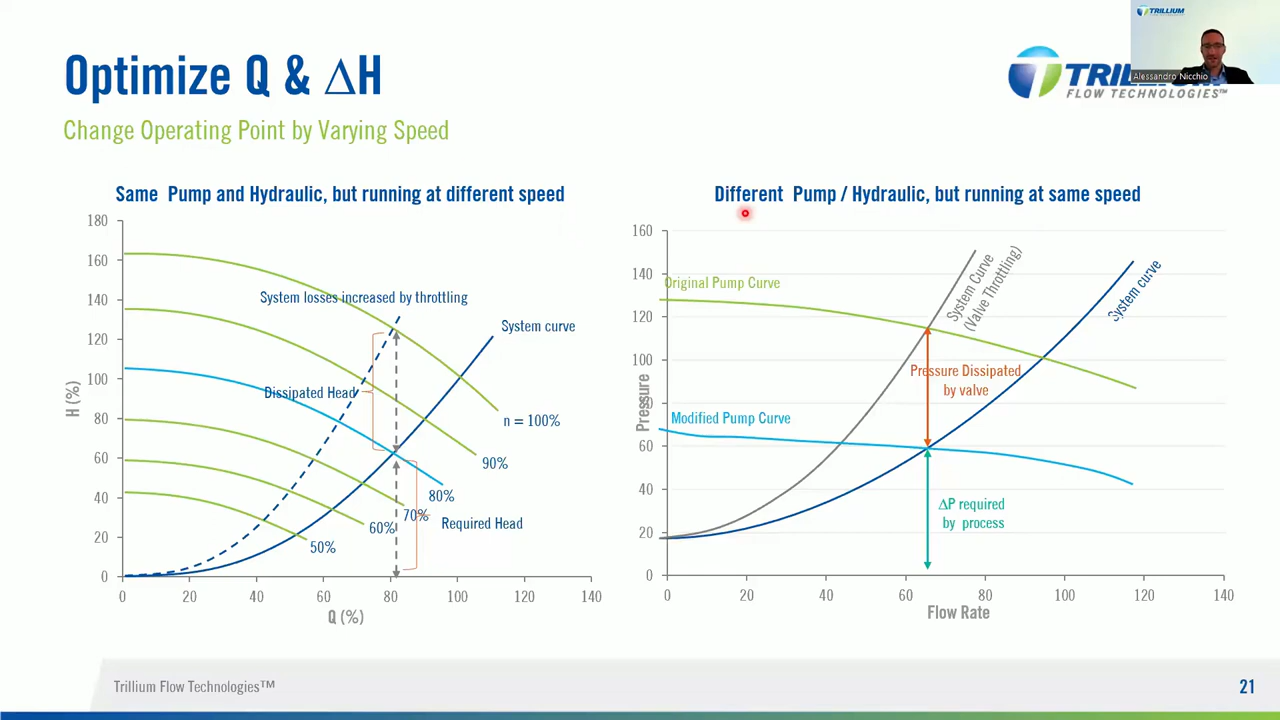 Optimize Q & ΔH
Change Operating Point by Varying Speed
TRILLIUM
Alessandro Nicchio
FLOW TECHNOLOGIES™
Same Pump and Hydraulic, but running at different speed
180
160
140
120
100
80
60
40
20
0
H (%)
0 20 40 60 80 100 120 140
Q (%)
System losses increased by throttling
System curve
Dissipated Head
n = 100%
90%
80%
70%
60%
50%
Required Head
Different Pump / Hydraulic, but running at same speed
160
140
120
100
80
60
40
20
0
Pressure
0 20 40 60 80 100 120 140
Flow Rate
Original Pump Curve
System Curve
(Valve Throttling)
System curve
Pressure Dissipated
by valve
Modified Pump Curve
ΔP required
by process
Trillium Flow Technologies™
21